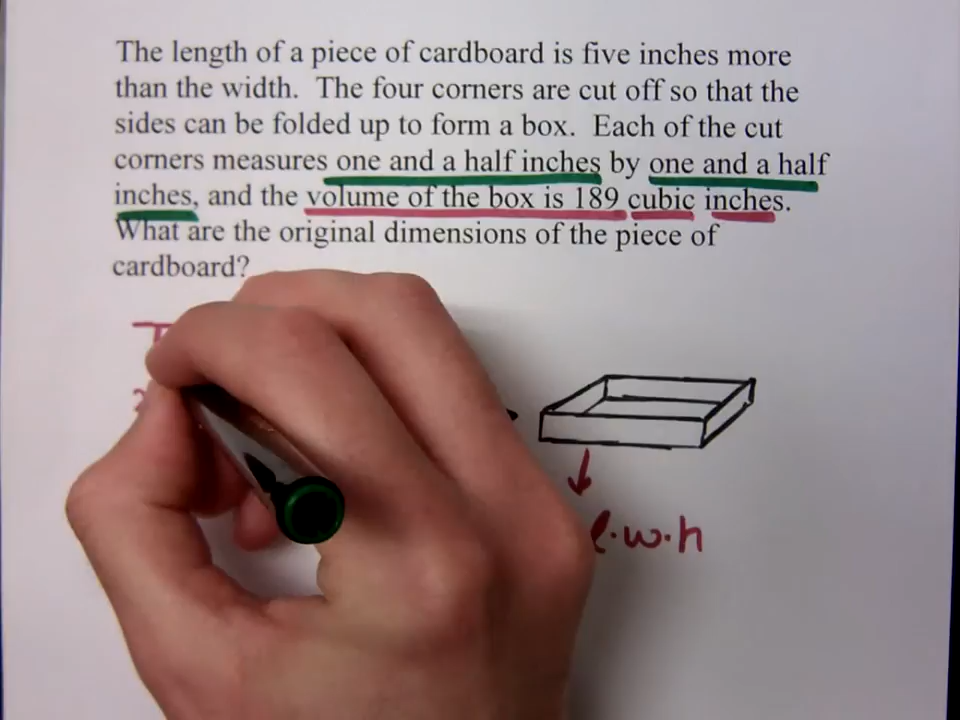 The length of a piece of cardboard is five inches more
than the width. The four corners are cut off so that the
sides can be folded up to form a box. Each of the cut
corners measures one and a half inches by one and a half
inches, and the volume of the box is 189 cubic inches.
What are the original dimensions of the piece of
cardboard?
l·w·h